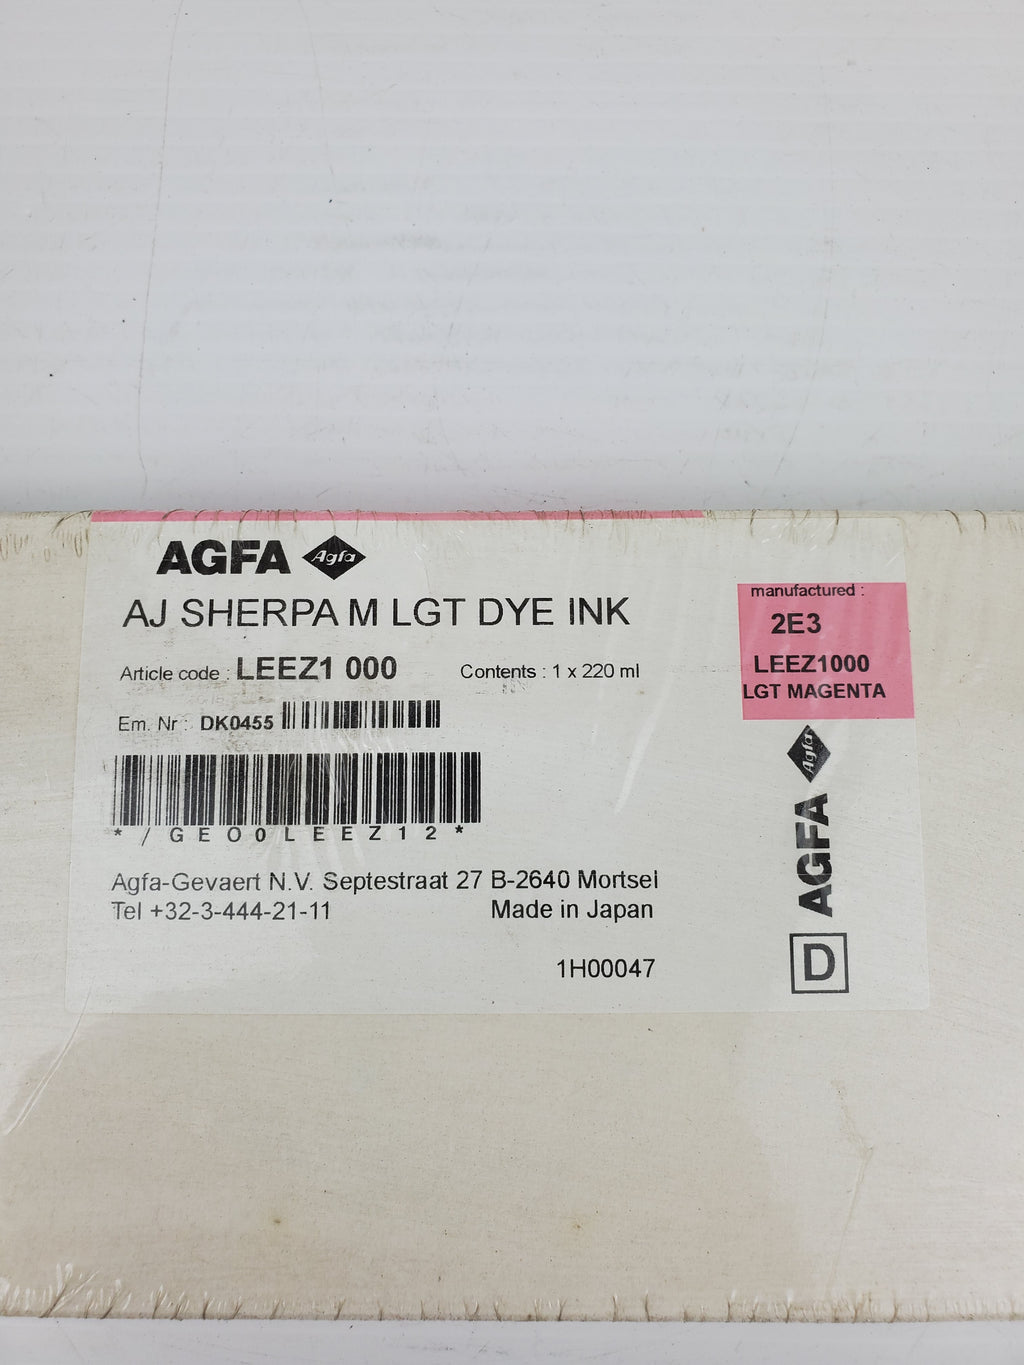 AGFA Agfa
AJ SHERPA M LGT DYE INK
Article code : LEEZ1 000 Contents : 1 x 220 ml
Em. Nr : DK0455
* / G E O 0 L E E Z 1 2 *
Agfa-Gevaert N.V. Septestraat 27 B-2640 Mortsel
Tel +32-3-444-21-11 Made in Japan
1H00047
manufactured :
2E3
LEEZ1000
LGT MAGENTA
AGFA Agfa
D